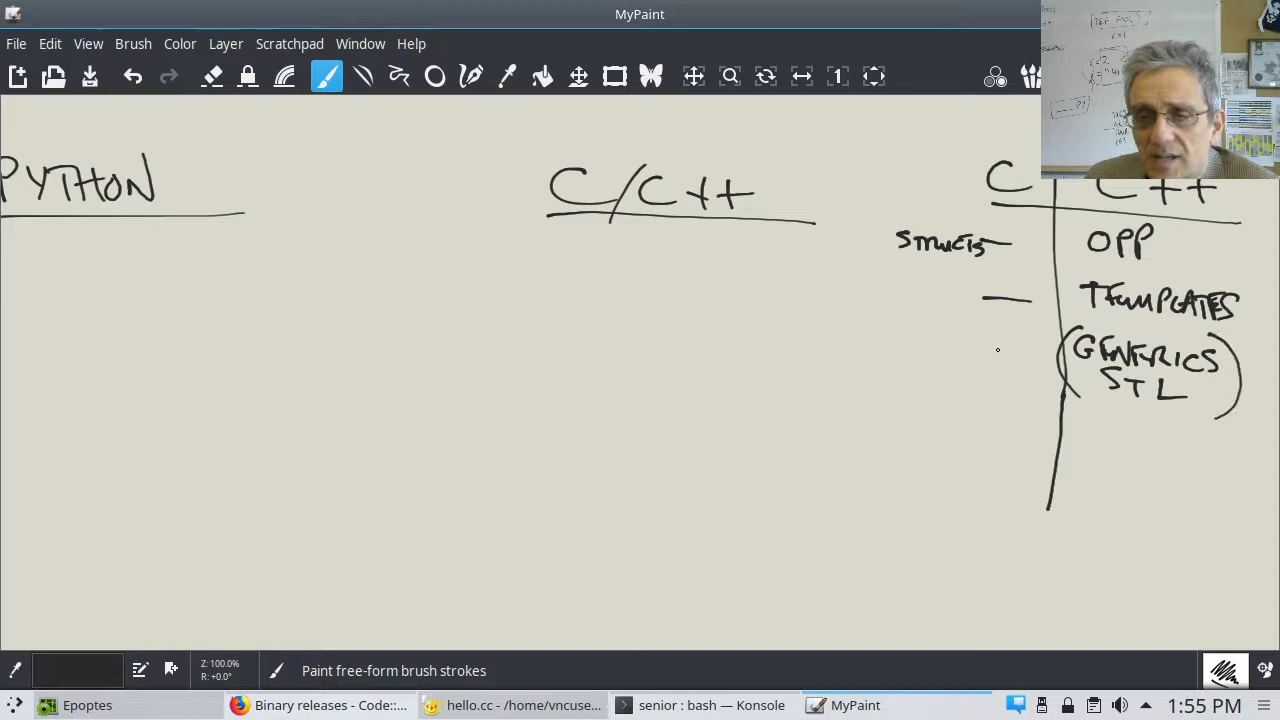 MyPaint
File Edit View Brush Color Layer Scratchpad Window Help
PYTHON
C/C++
C C++
STRUCTS — OPP
— TEMPLATES
(GENERICS
STL)
Z: 100.0%
R: +0.0°
Paint free-form brush strokes
Epoptes
Binary releases - Code::...
hello.cc - /home/vnice...
senior : bash — Konsole
MyPaint
1:55 PM